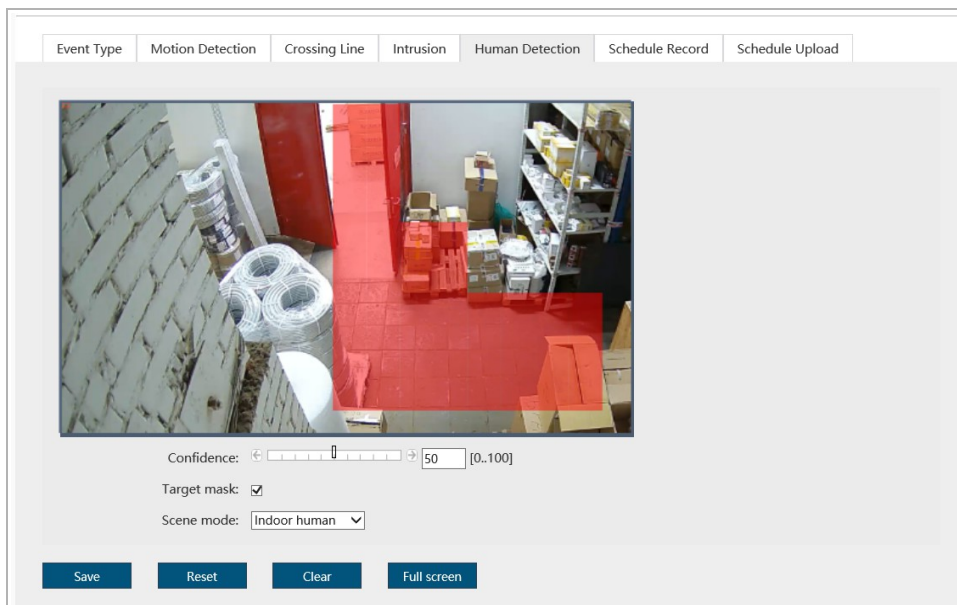 Event Type Motion Detection Crossing Line Intrusion Human Detection Schedule Record Schedule Upload
Confidence: 50 [0..100]
Target mask:
Scene mode: Indoor human
Save Reset Clear Full screen